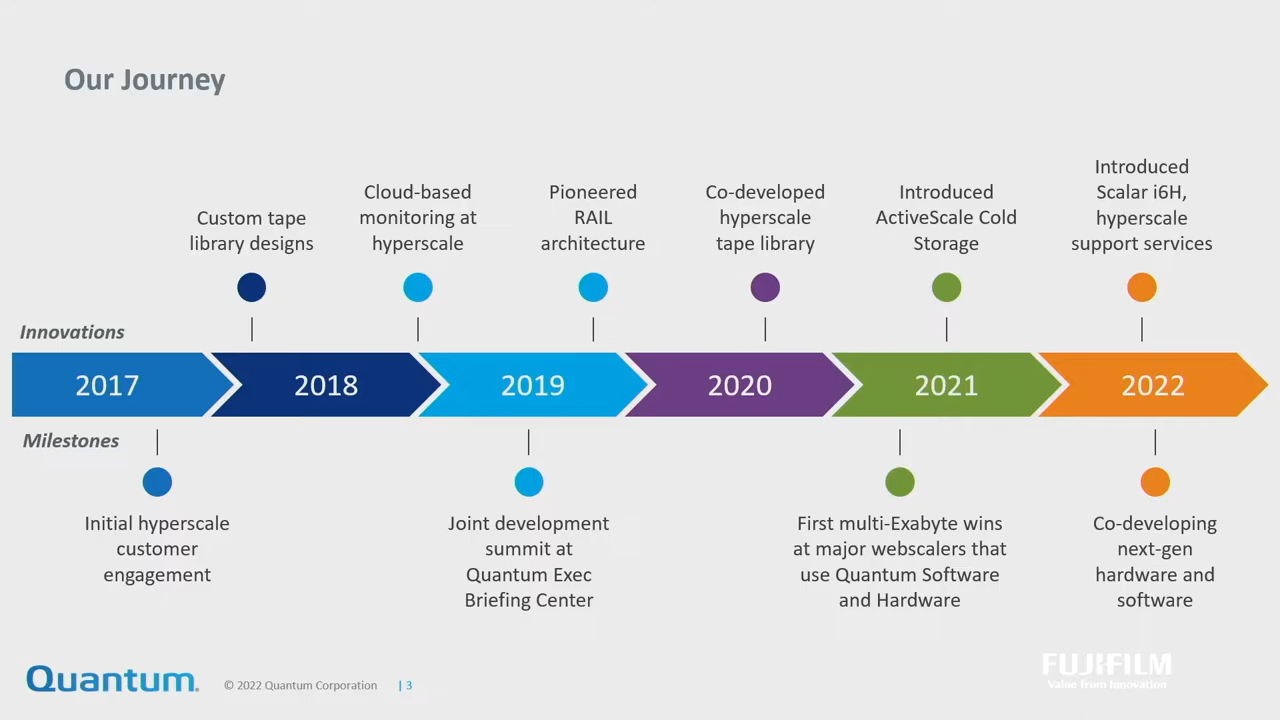 Our Journey
Custom tape
library designs
Cloud-based
monitoring at
hyperscale
Pioneered
RAIL
architecture
Co-developed
hyperscale
tape library
Introduced
ActiveScale Cold
Storage
Introduced
Scalar i6H,
hyperscale
support services
Innovations
2017
2018
2019
2020
2021
2022
Milestones
Initial hyperscale
customer
engagement
Joint development
summit at
Quantum Exec
Briefing Center
First multi-Exabyte wins
at major webscalers that
use Quantum Software
and Hardware
Co-developing
next-gen
hardware and
software
Quantum.
© 2022 Quantum Corporation | 3
FUJIFILM
Value from Innovation